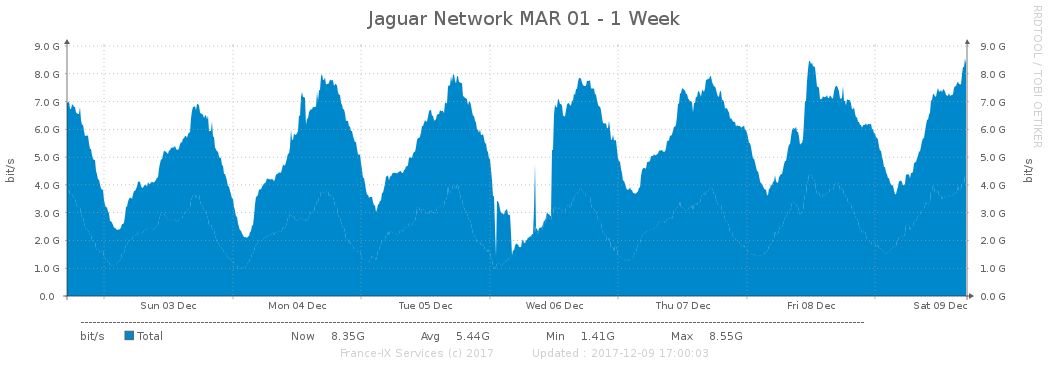 Jaguar Network MAR 01 - 1 Week
RRDTOOL / TOBI OETIKER
9.0 G 9.0 G
8.0 G 8.0 G
7.0 G 7.0 G
6.0 G 6.0 G
5.0 G 5.0 G
4.0 G 4.0 G
3.0 G 3.0 G
2.0 G 2.0 G
1.0 G 1.0 G
0.0 0.0 G
bit/s
bit/s
Sun 03 Dec Mon 04 Dec Tue 05 Dec Wed 06 Dec Thu 07 Dec Fri 08 Dec Sat 09 Dec
bit/s Total Now 8.35G Avg 5.44G Min 1.41G Max 8.55G
France-IX Services (c) 2017 Updated : 2017-12-09 17:00:03